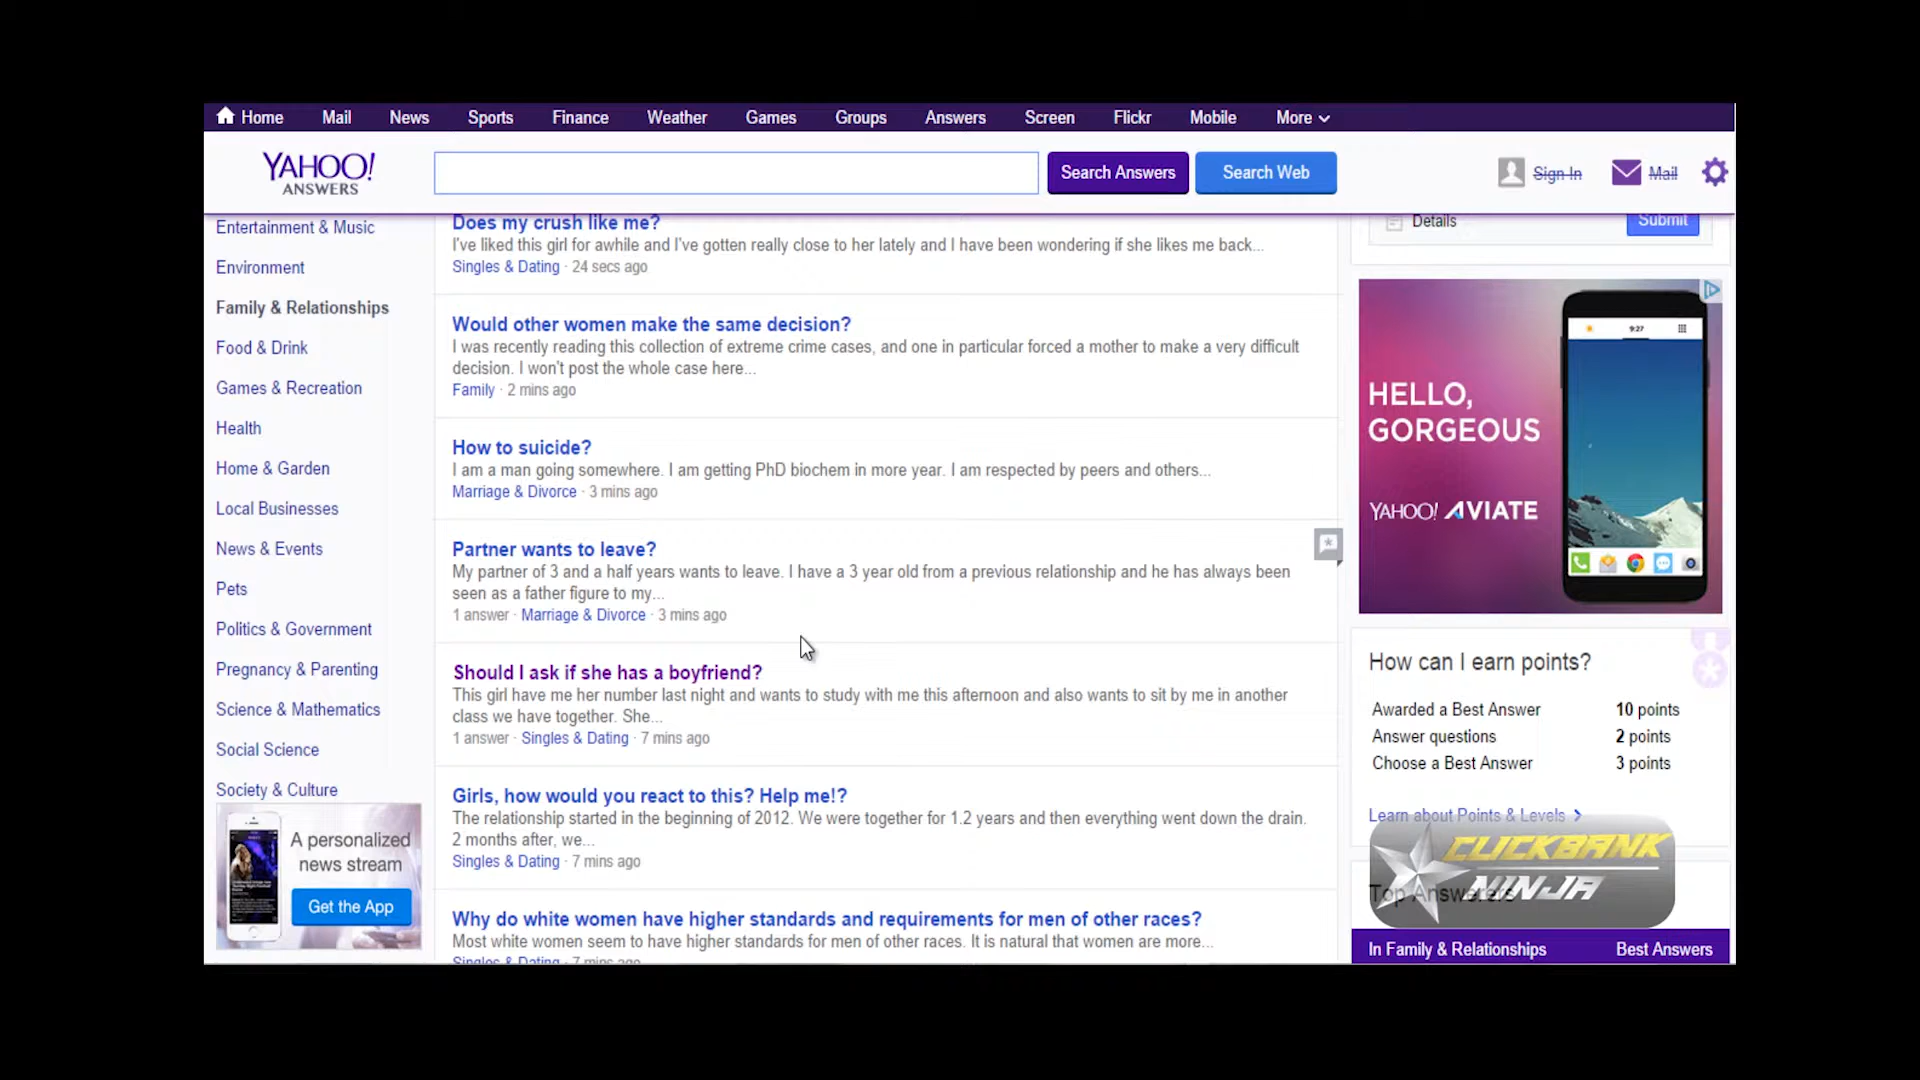 Home Mail News Sports Finance Weather Games Groups Answers Screen Flickr Mobile More
YAHOO!
ANSWERS
Search Answers
Search Web
Sign In
Mail
Entertainment & Music
Environment
Family & Relationships
Food & Drink
Games & Recreation
Health
Home & Garden
Local Businesses
News & Events
Pets
Politics & Government
Pregnancy & Parenting
Science & Mathematics
Social Science
Society & Culture
A personalized
news stream
Get the App
Does my crush like me?
I've liked this girl for awhile and I've gotten really close to her lately and I have been wondering if she likes me back...
Singles & Dating · 24 secs ago
Would other women make the same decision?
I was recently reading this collection of extreme crime cases, and one in particular forced a mother to make a very difficult
decision. I won't post the whole case here...
Family · 2 mins ago
How to suicide?
I am a man going somewhere. I am getting PhD biochem in more year. I am respected by peers and others...
Marriage & Divorce · 3 mins ago
Partner wants to leave?
My partner of 3 and a half years wants to leave. I have a 3 year old from a previous relationship and he has always been
seen as a father figure to my...
1 answer · Marriage & Divorce · 3 mins ago
Should I ask if she has a boyfriend?
This girl have me her number last night and wants to study with me this afternoon and also wants to sit by me in another
class we have together. She...
1 answer · Singles & Dating · 7 mins ago
Girls, how would you react to this? Help me!?
The relationship started in the beginning of 2012. We were together for 1.2 years and then everything went down the drain.
2 months after, we...
Singles & Dating · 7 mins ago
Why do white women have higher standards and requirements for men of other races?
Most white women seem to have higher standards for men of other races. It is natural that women are more...
Singles & Dating · 7 mins ago
Details
Submit
HELLO,
GORGEOUS
YAHOO! AVIATE
9:27
How can I earn points?
Awarded a Best Answer 10 points
Answer questions 2 points
Choose a Best Answer 3 points
Learn about Points & Levels
CLICKBANK
NINJA
Top Answerers
In Family & Relationships Best Answers